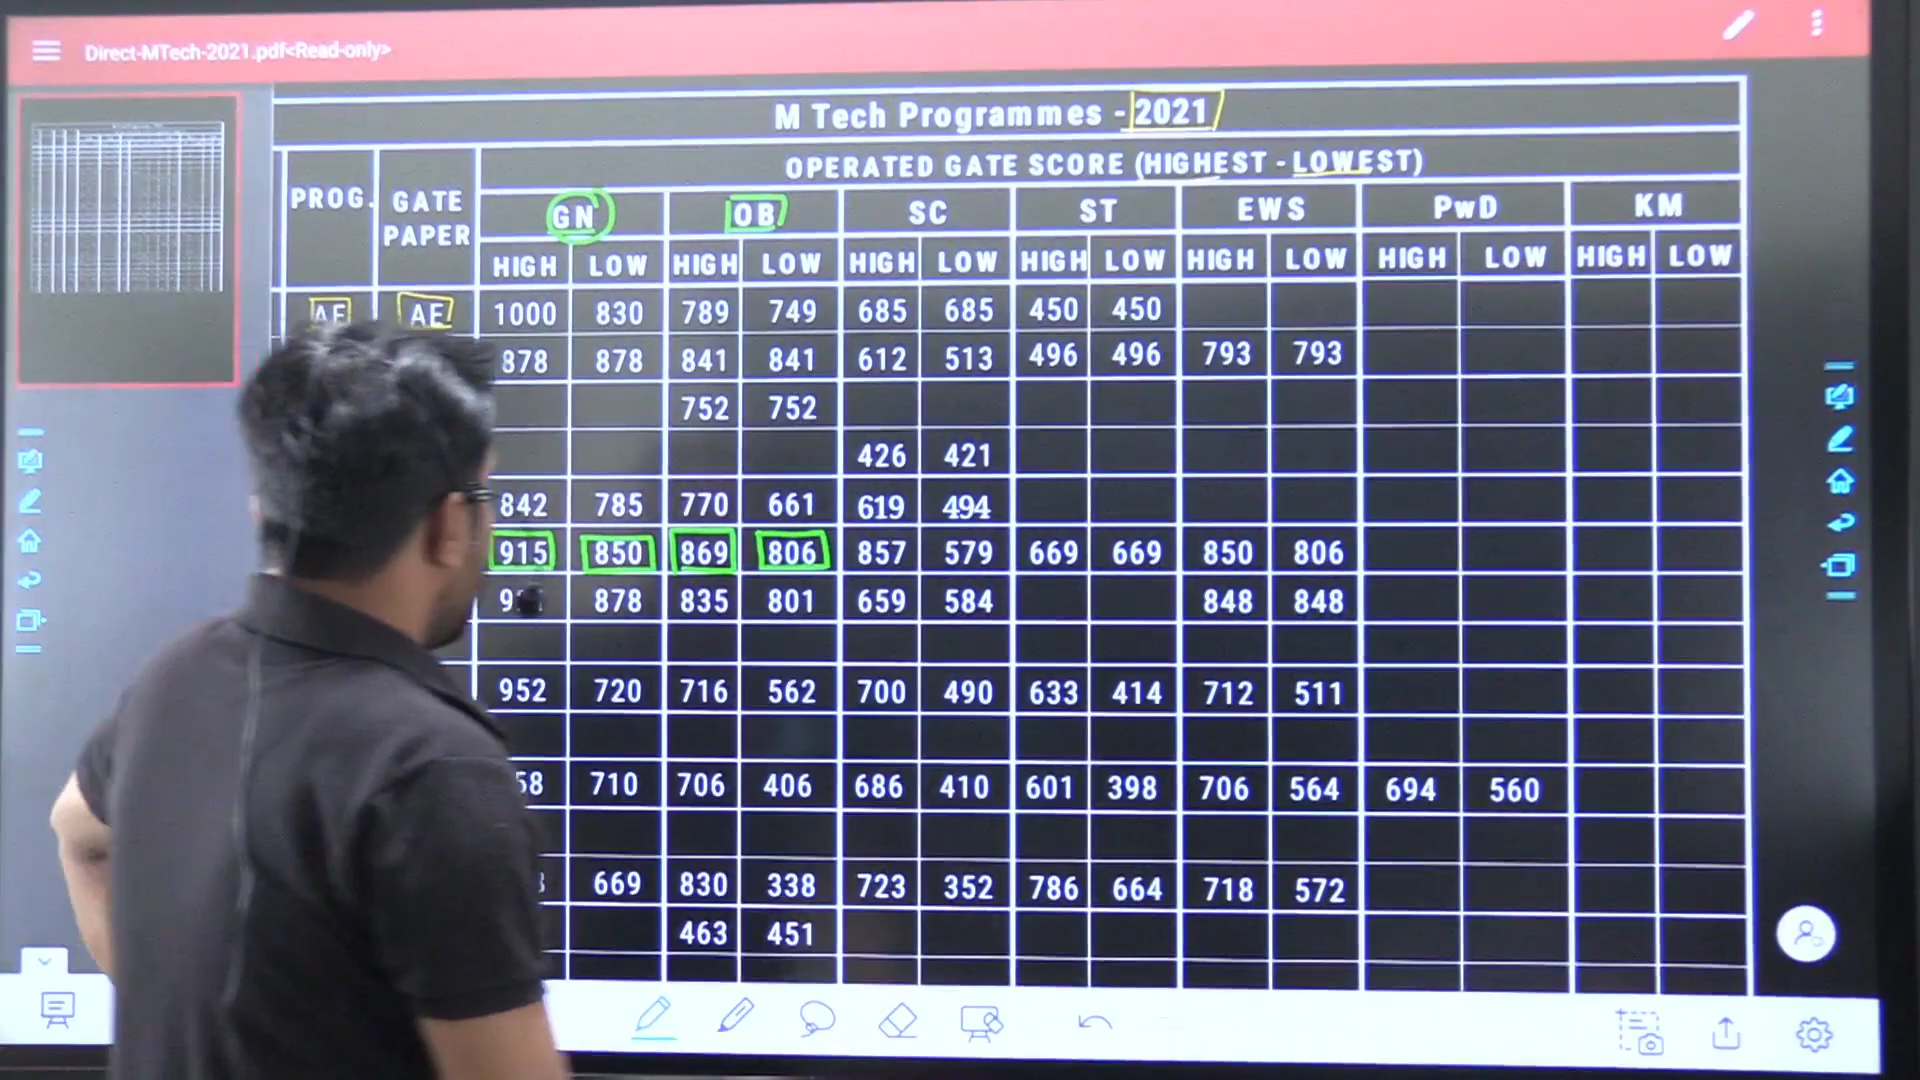 Direct-MTech-2021.pdf<Read-only>
M Tech Programmes - 2021
OPERATED GATE SCORE (HIGHEST - LOWEST)
PROG. GATE PAPER GN OB SC ST EWS PwD KM
HIGH LOW HIGH LOW HIGH LOW HIGH LOW HIGH LOW HIGH LOW HIGH LOW
AE AE 1000 830 789 749 685 685 450 450
878 878 841 841 612 513 496 496 793 793
752 752
426 421
842 785 770 661 619 494
915 850 869 806 857 579 669 669 850 806
878 835 801 659 584 848 848
952 720 716 562 700 490 633 414 712 511
710 706 406 686 410 601 398 706 564 694 560
669 830 338 723 352 786 664 718 572
463 451